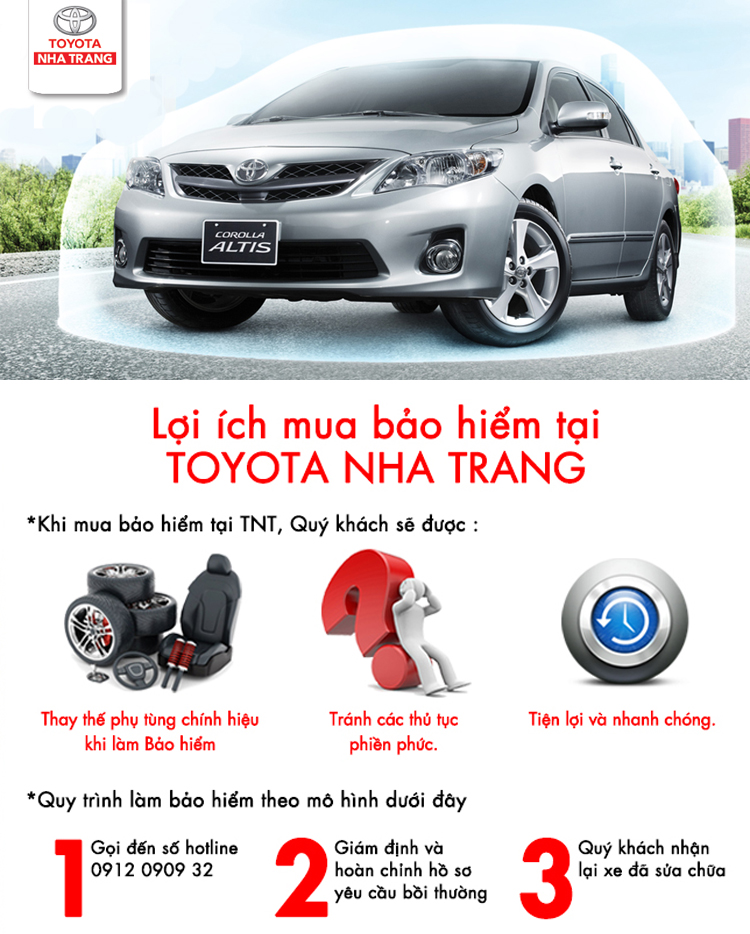 TOYOTA
NHA TRANG
COROLLA
ALTIS
Lợi ích mua bảo hiểm tại
TOYOTA NHA TRANG
*Khi mua bảo hiểm tại TNT, Quý khách sẽ được :
Thay thế phụ tùng chính hiệu
khi làm Bảo hiểm
Tránh các thủ tục
phiền phức.
Tiện lợi và nhanh chóng.
*Quy trình làm bảo hiểm theo mô hình dưới đây
1
Gọi đến số hotline
0912 0909 32
2
Giám định và
hoàn chỉnh hồ sơ
yêu cầu bồi thường
3
Quý khách nhận
lại xe đã sửa chữa